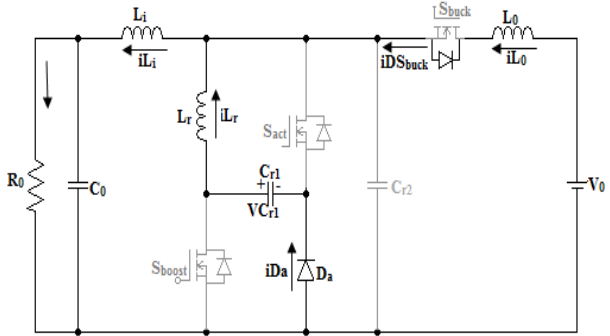 Sbuck
Li
L0
iLi
iDSbuck
iL0
Lr
iLr
Sact
R0
C0
Cr1
+ -
VCr1
Cr2
V0
Sboost
iDa
Da